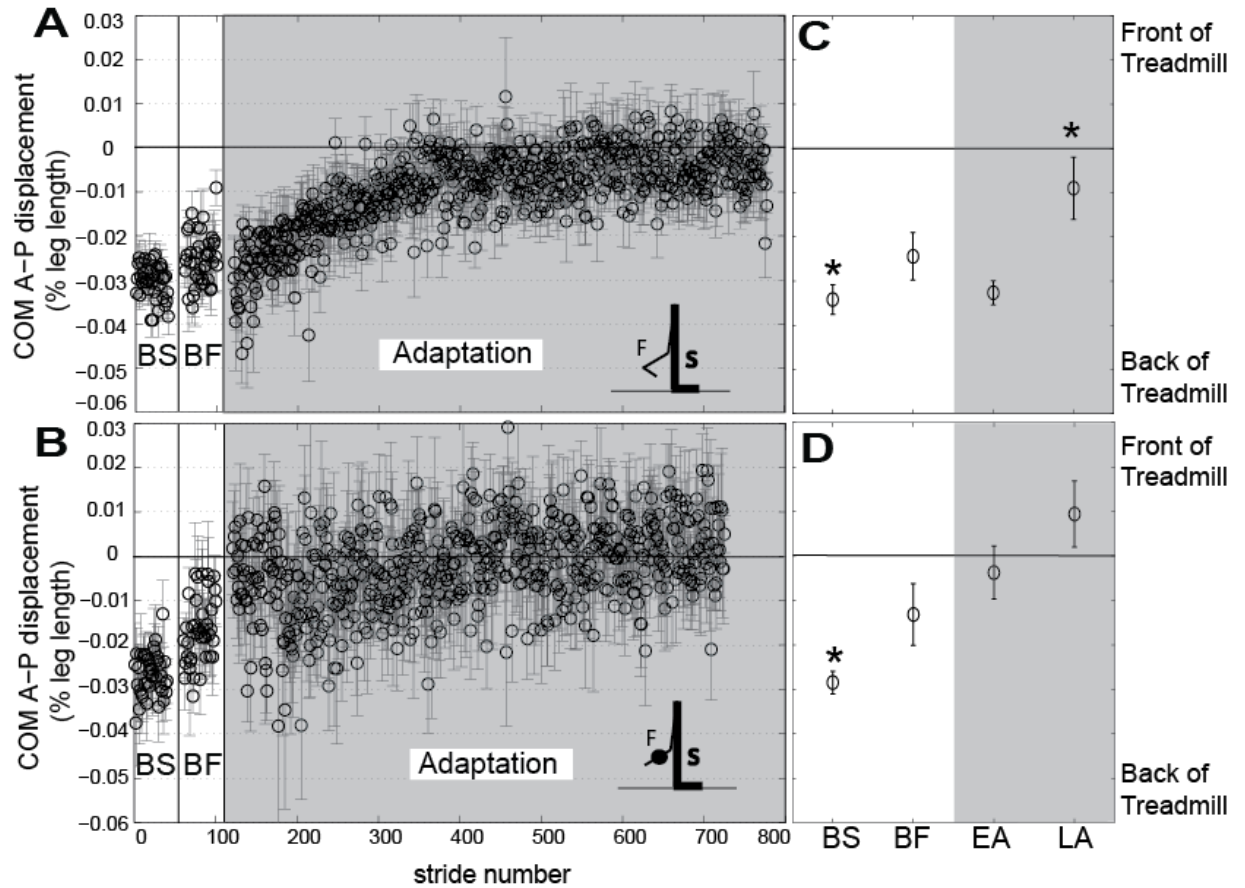 A
COM A-P displacement
(% leg length)
0.03
0.02
0.01
0
−0.01
−0.02
−0.03
−0.04
−0.05
−0.06
BS
BF
Adaptation
F
s
C
Front of
Treadmill
*
*
Back of
Treadmill
B
COM A-P displacement
(% leg length)
0.03
0.02
0.01
0
−0.01
−0.02
−0.03
−0.04
−0.05
−0.06
BS
BF
Adaptation
F
s
0 100 200 300 400 500 600 700
stride number
D
Front of
Treadmill
*
Back of
Treadmill
BS BF EA LA